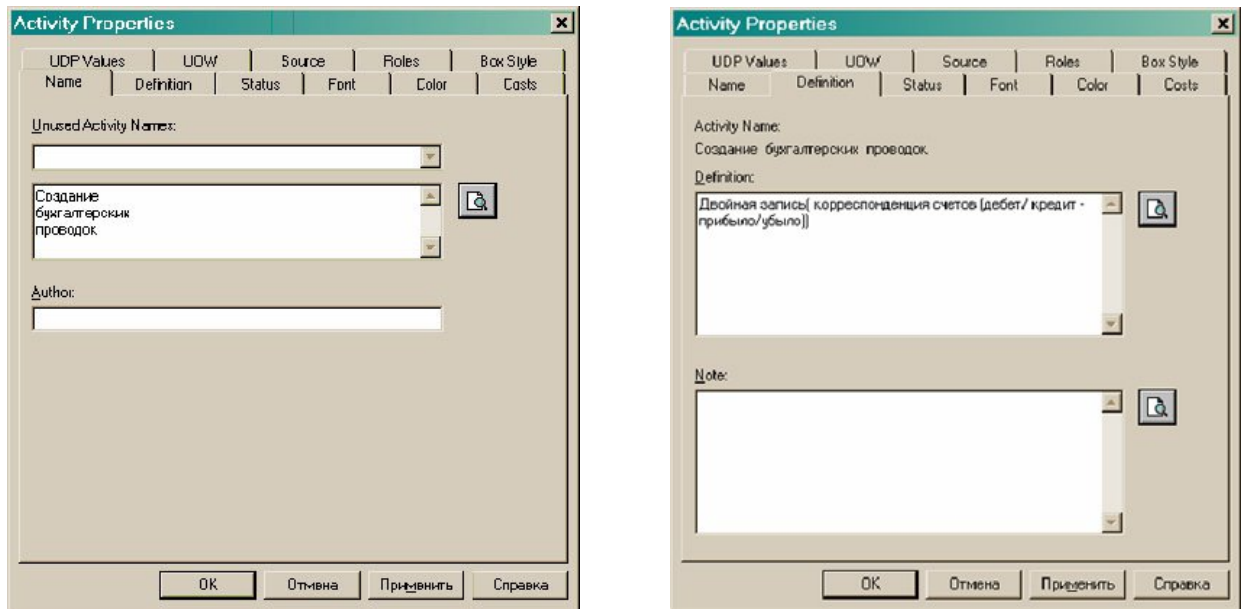 Activity Properties
UDP Values UOW Source Roles Box Style
Name Definition Status Font Color Costs
Unused Activity Names:
Создание
бухгалтерских
проводок
Author:
OK Отмена Применить Справка
Activity Properties
UDP Values UOW Source Roles Box Style
Name Definition Status Font Color Costs
Activity Name:
Создание бухгалтерских проводок
Definition:
Двойная запись( корреспонденция счетов (дебет/ кредит -
прибыло/убыло))
Note:
OK Отмена Применить Справка